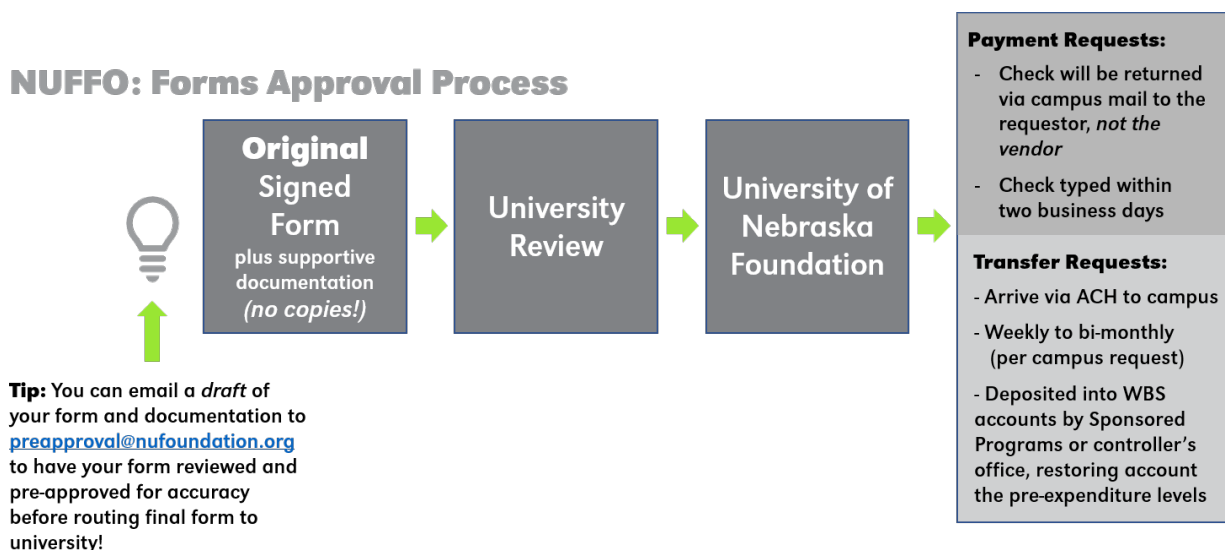 NUFFO: Forms Approval Process
Original
Signed
Form
plus supportive
documentation
(no copies!)
University
Review
University of
Nebraska
Foundation
Payment Requests:
- Check will be returned
via campus mail to the
requestor, not the
vendor
- Check typed within
two business days
Transfer Requests:
- Arrive via ACH to campus
- Weekly to bi-monthly
(per campus request)
- Deposited into WBS
accounts by Sponsored
Programs or controller's
office, restoring account
the pre-expenditure levels
Tip: You can email a draft of
your form and documentation to
preapproval@nufoundation.org
to have your form reviewed and
pre-approved for accuracy
before routing final form to
university!